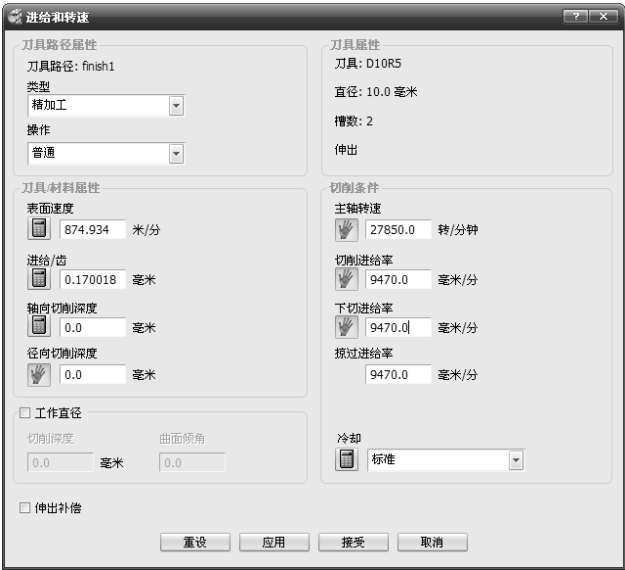 进给和转速
刀具路径属性
刀具路径: finish1
类型
精加工
操作
普通
刀具属性
刀具: D10R5
直径: 10.0 毫米
槽数: 2
伸出
刀具/材料属性
表面速度
874.934 米/分
进给/齿
0.170018 毫米
轴向切削深度
0.0 毫米
径向切削深度
0.0 毫米
切削条件
主轴转速
27850.0 转/分钟
切削进给率
9470.0 毫米/分
下切进给率
9470.0 毫米/分
掠过进给率
9470.0 毫米/分
工作直径
切削深度 曲面倾角
0.0 毫米 0.0
冷却
标准
伸出补偿
重设 应用 接受 取消